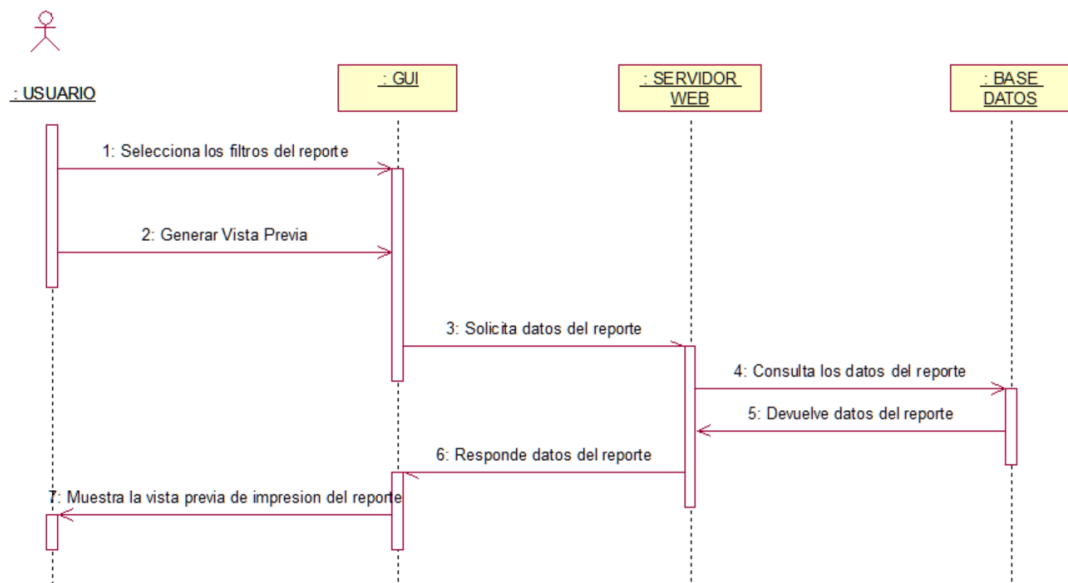 : USUARIO
: GUI
: SERVIDOR
WEB
: BASE
DATOS
1: Selecciona los filtros del reporte
2: Generar Vista Previa
3: Solicita datos del reporte
4: Consulta los datos del reporte
5: Devuelve datos del reporte
6: Responde datos del reporte
7: Muestra la vista previa de impresion del reporte